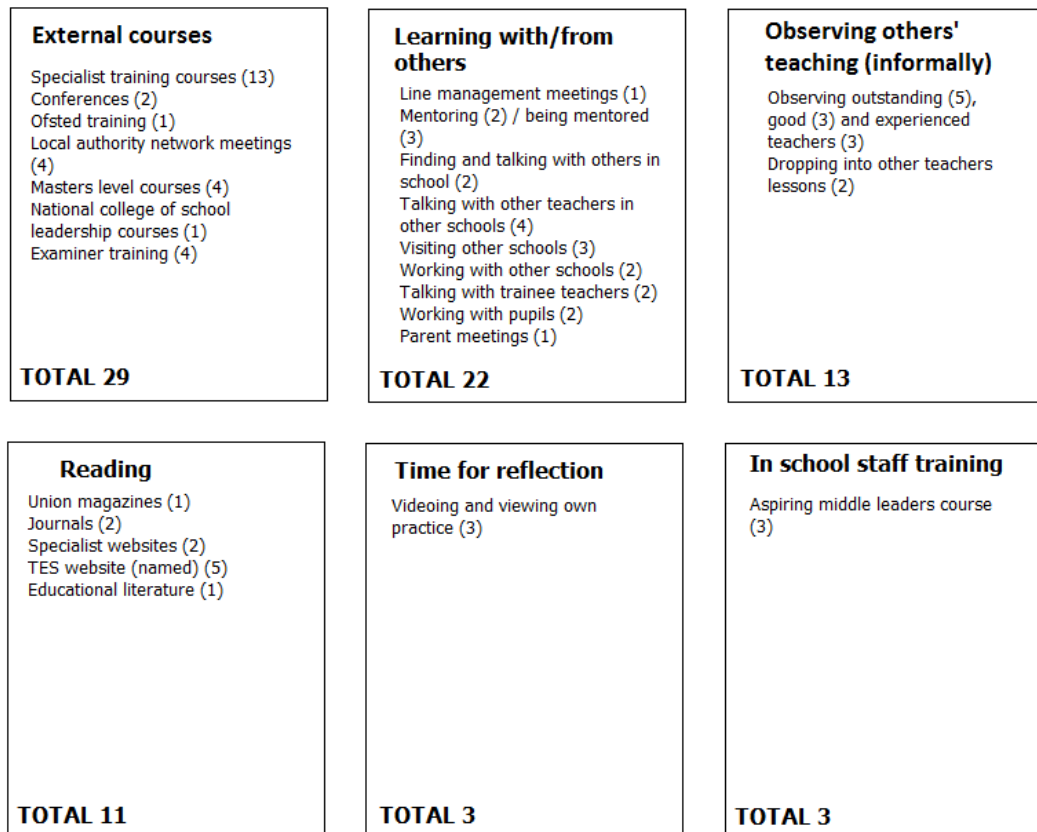 External courses
Specialist training courses (13)
Conferences (2)
Ofsted training (1)
Local authority network meetings
(4)
Masters level courses (4)
National college of school
leadership courses (1)
Examiner training (4)
TOTAL 29
Learning with/from
others
Line management meetings (1)
Mentoring (2) / being mentored
(3)
Finding and talking with others in
school (2)
Talking with other teachers in
other schools (4)
Visiting other schools (3)
Working with other schools (2)
Talking with trainee teachers (2)
Working with pupils (2)
Parent meetings (1)
TOTAL 22
Observing others'
teaching (informally)
Observing outstanding (5),
good (3) and experienced
teachers (3)
Dropping into other teachers
lessons (2)
TOTAL 13
Reading
Union magazines (1)
Journals (2)
Specialist websites (2)
TES website (named) (5)
Educational literature (1)
TOTAL 11
Time for reflection
Videoing and viewing own
practice (3)
TOTAL 3
In school staff training
Aspiring middle leaders course
(3)
TOTAL 3